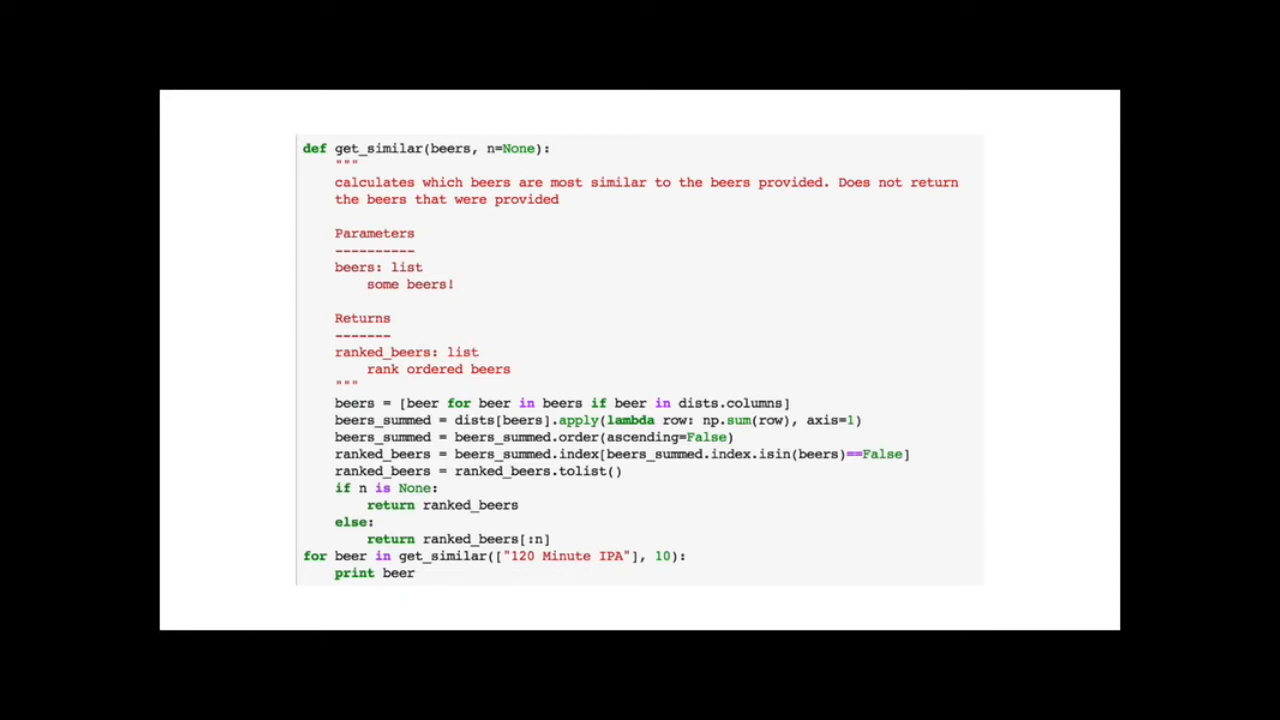 def get_similar(beers, n=None):
    """
    calculates which beers are most similar to the beers provided. Does not return
    the beers that were provided

    Parameters
    ----------
    beers: list
        some beers!

    Returns
    -------
    ranked_beers: list
        rank ordered beers
    """
    beers = [beer for beer in beers if beer in dists.columns]
    beers_summed = dists[beers].apply(lambda row: np.sum(row), axis=1)
    beers_summed = beers_summed.order(ascending=False)
    ranked_beers = beers_summed.index[beers_summed.index.isin(beers)==False]
    ranked_beers = ranked_beers.tolist()
    if n is None:
        return ranked_beers
    else:
        return ranked_beers[:n]
for beer in get_similar(["120 Minute IPA"], 10):
    print beer